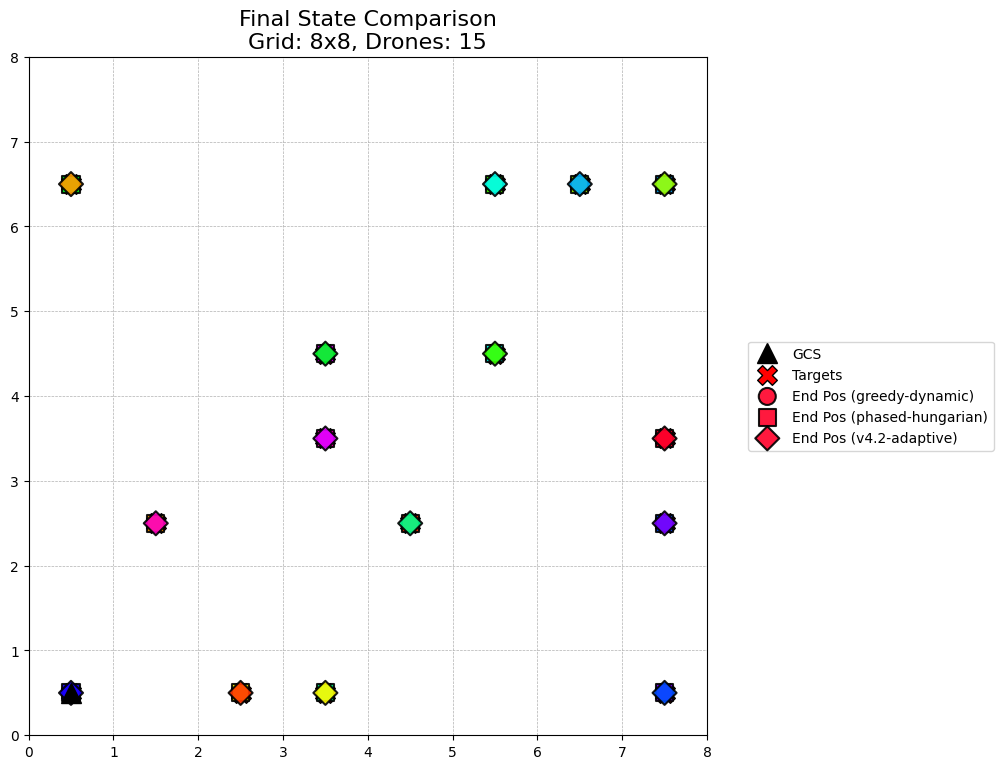 Final State Comparison
Grid: 8x8, Drones: 15
8
7
6
5
4
3
2
1
0
0 1 2 3 4 5 6 7 8
GCS
Targets
End Pos (greedy-dynamic)
End Pos (phased-hungarian)
End Pos (v4.2-adaptive)